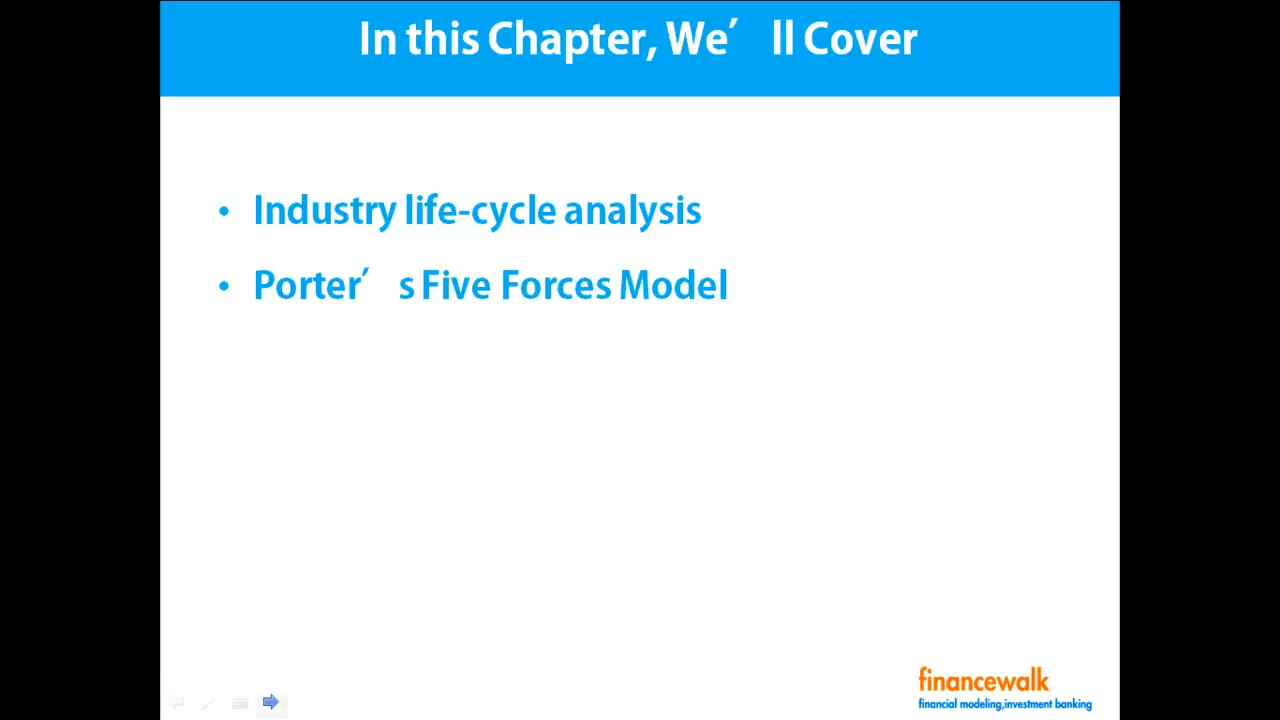 In this Chapter, We’ ll Cover
• Industry life-cycle analysis
• Porter’ s Five Forces Model
financewalk
financial modeling,investment banking